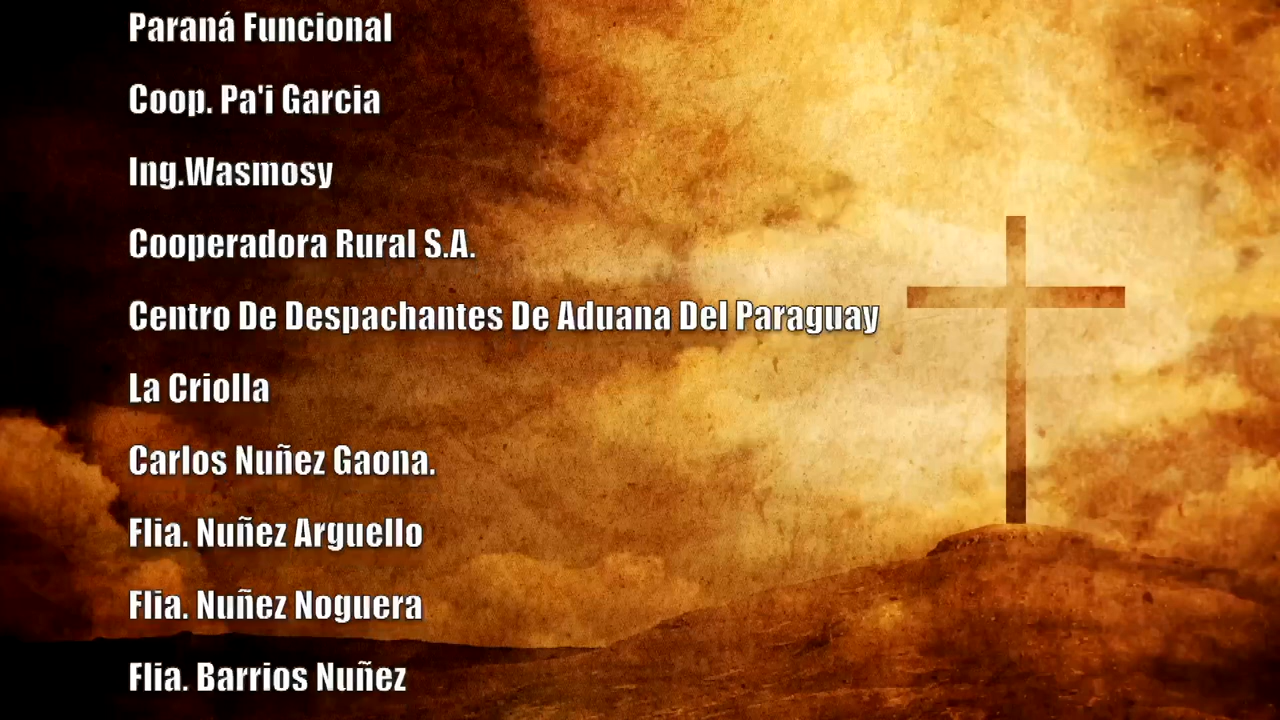 Paraná Funcional
Coop. Pa'i Garcia
Ing.Wasmosy
Cooperadora Rural S.A.
Centro De Despachantes De Aduana Del Paraguay
La Criolla
Carlos Nuñez Gaona.
Flia. Nuñez Arguello
Flia. Nuñez Noguera
Flia. Barrios Nuñez